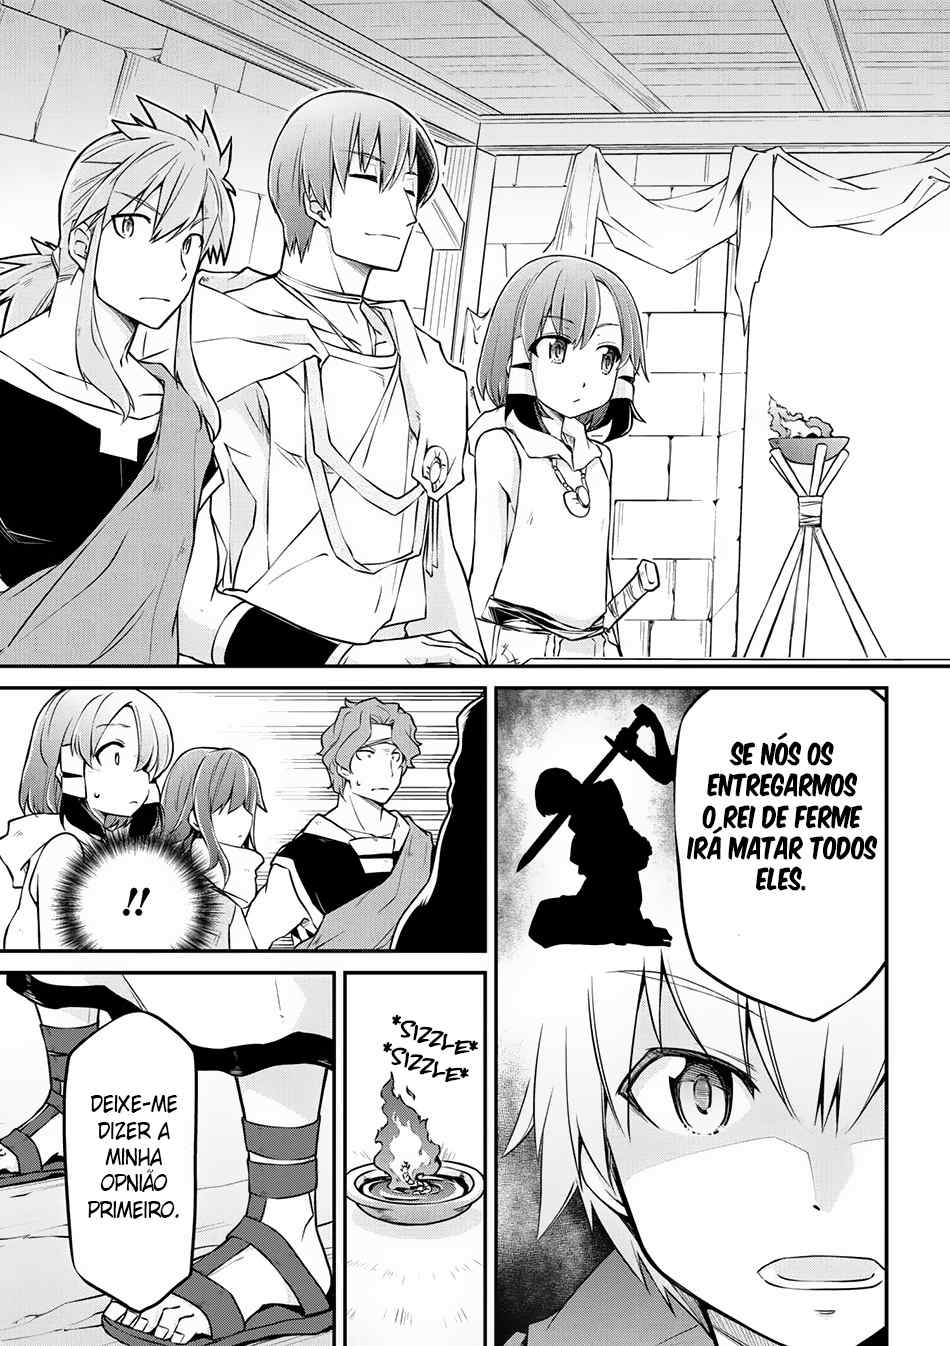 SE NÓS OS
ENTREGARMOS
O REI DE FERME
IRÁ MATAR TODOS
ELES.
!!
*SIZZLE*
*SIZZLE*
DEIXE-ME
DIZER A
MINHA
OPNIÃO
PRIMEIRO.